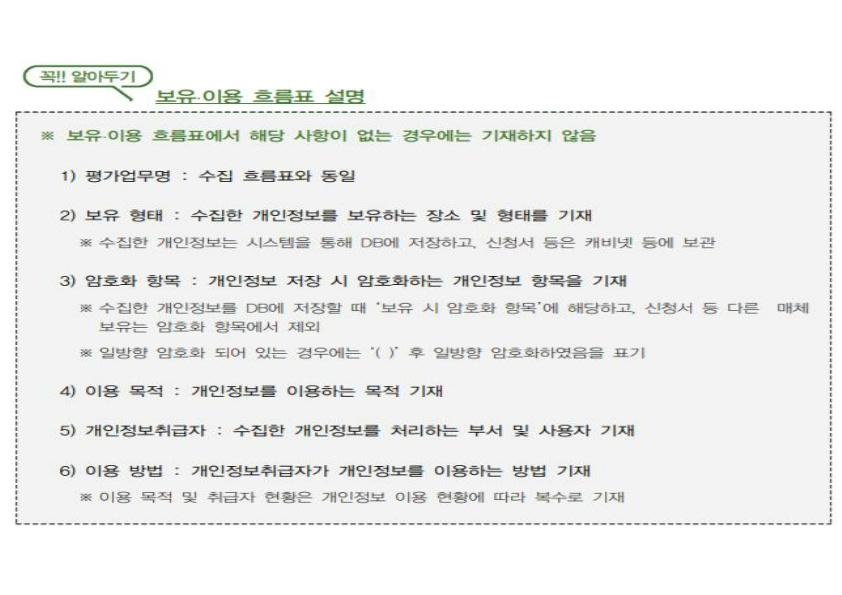 꼭!! 알아두기
보유·이용 흐름표 설명
※ 보유·이용 흐름표에서 해당 사항이 없는 경우에는 기재하지 않음
1) 평가업무명 : 수집 흐름표와 동일
2) 보유 형태 : 수집한 개인정보를 보유하는 장소 및 형태를 기재
※ 수집한 개인정보는 시스템을 통해 DB에 저장하고, 신청서 등은 캐비넷 등에 보관
3) 암호화 항목 : 개인정보 저장 시 암호화하는 개인정보 항목을 기재
※ 수집한 개인정보를 DB에 저장할 때 '보유 시 암호화 항목'에 해당하고, 신청서 등 다른 매체
보유는 암호화 항목에서 제외
※ 일방향 암호화 되어 있는 경우에는 '( )' 후 일방향 암호화하였음을 표기
4) 이용 목적 : 개인정보를 이용하는 목적 기재
5) 개인정보취급자 : 수집한 개인정보를 처리하는 부서 및 사용자 기재
6) 이용 방법 : 개인정보취급자가 개인정보를 이용하는 방법 기재
※ 이용 목적 및 취급자 현황은 개인정보 이용 현황에 따라 복수로 기재